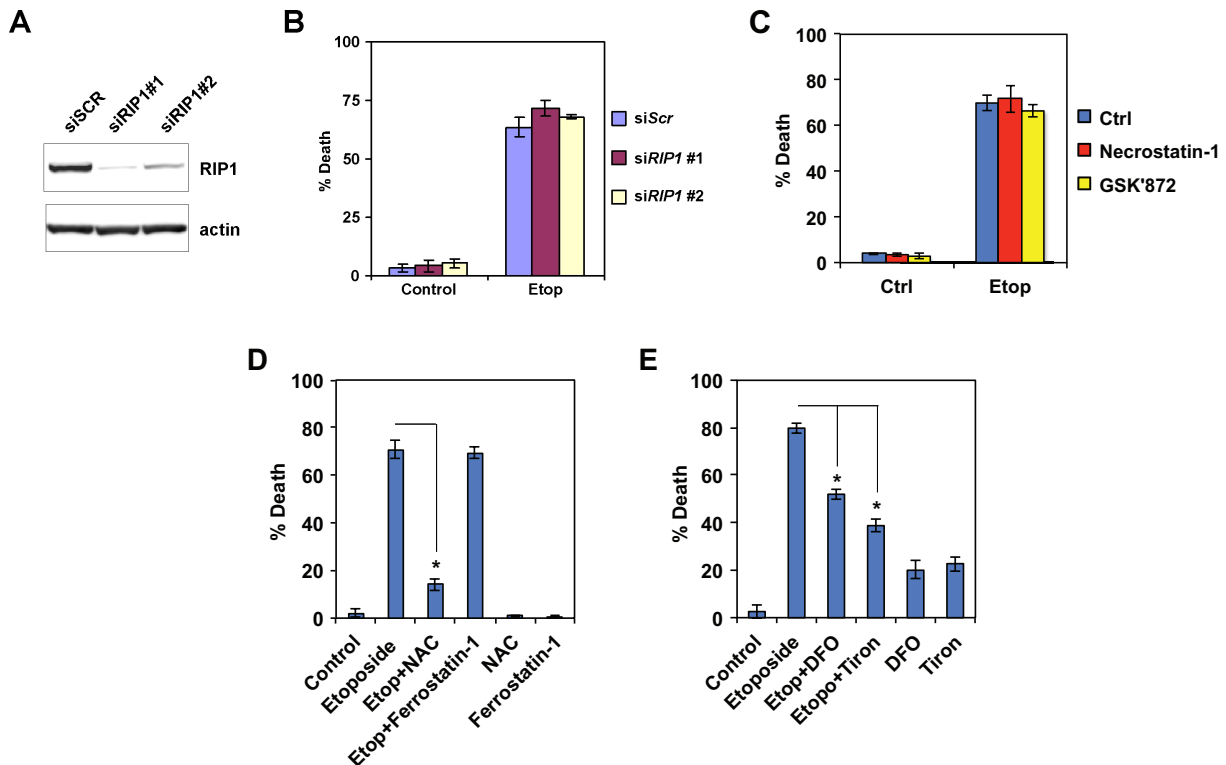 A
siSCR
siRIP1#1
siRIP1#2
RIP1
actin
B
% Death
100
75
50
25
0
Control
Etop
siScr
siRIP1 #1
siRIP1 #2
C
% Death
100
80
60
40
20
0
Ctrl
Etop
Ctrl
Necrostatin-1
GSK'872
D
% Death
100
80
60
40
20
0
*
Control
Etoposide
Etop+NAC
Etop+Ferrostatin-1
NAC
Ferrostatin-1
E
% Death
100
80
60
40
20
0
*
*
Control
Etoposide
Etop+DFO
Etopo+Tiron
DFO
Tiron